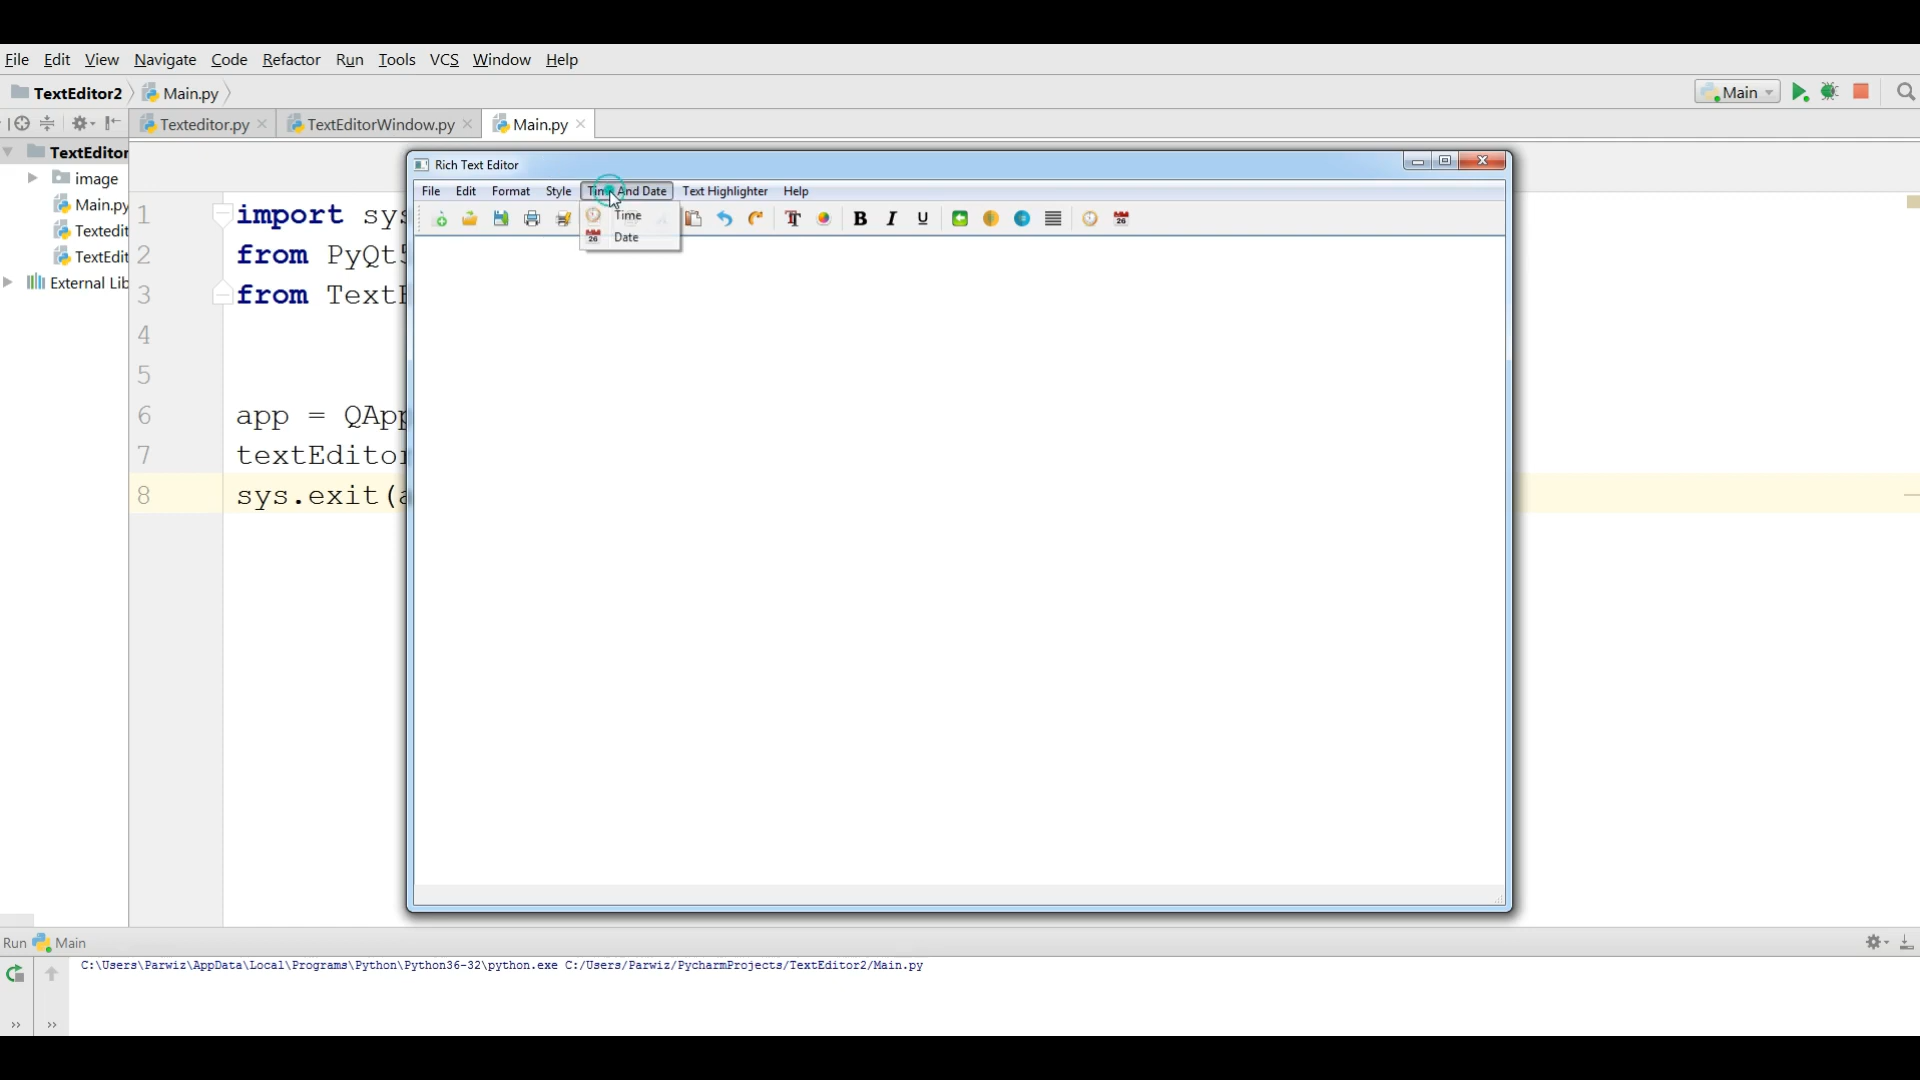 File Edit View Navigate Code Refactor Run Tools VCS Window Help
TextEditor2 Main.py Main
Texteditor.py TextEditorWindow.py Main.py
TextEditor
image
Main.py
Textedit
TextEdit
External Lib
Rich Text Editor
File Edit Format Style Time And Date Text Highlighter Help
B I U 26
Time
26 Date
1 import sys
2 from PyQt5
3 from TextE
4
5
6 app = QApp
7 textEditor
8 sys.exit(a
Run Main
C:\Users\Parwiz\AppData\Local\Programs\Python\Python36-32\python.exe C:/Users/Parwiz/PycharmProjects/TextEditor2/Main.py